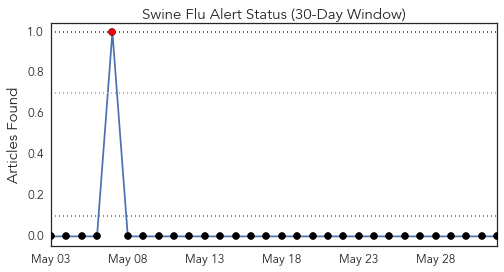 Swine Flu Alert Status (30-Day Window)
Articles Found
1.0
0.8
0.6
0.4
0.2
0.0
May 03
May 08
May 13
May 18
May 23
May 28